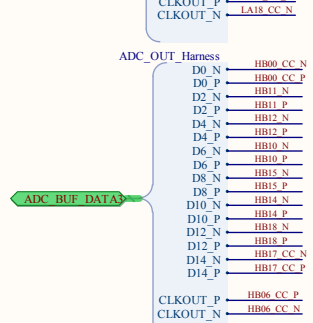 CLKOUT_P
CLKOUT_N LA18_CC_N
ADC_OUT_Harness
D0_N HB00_CC_N
D0_P HB00_CC_P
D2_N HB11_N
D2_P HB11_P
D4_N HB12_N
D4_P HB12_P
D6_N HB10_N
D6_P HB10_P
D8_N HB15_N
D8_P HB15_P
ADC_BUF_DATA3
D10_N HB14_N
D10_P HB14_P
D12_N HB18_N
D12_P HB18_P
D14_N HB17_CC_N
D14_P HB17_CC_P
CLKOUT_P HB06_CC_P
CLKOUT_N HB06_CC_N